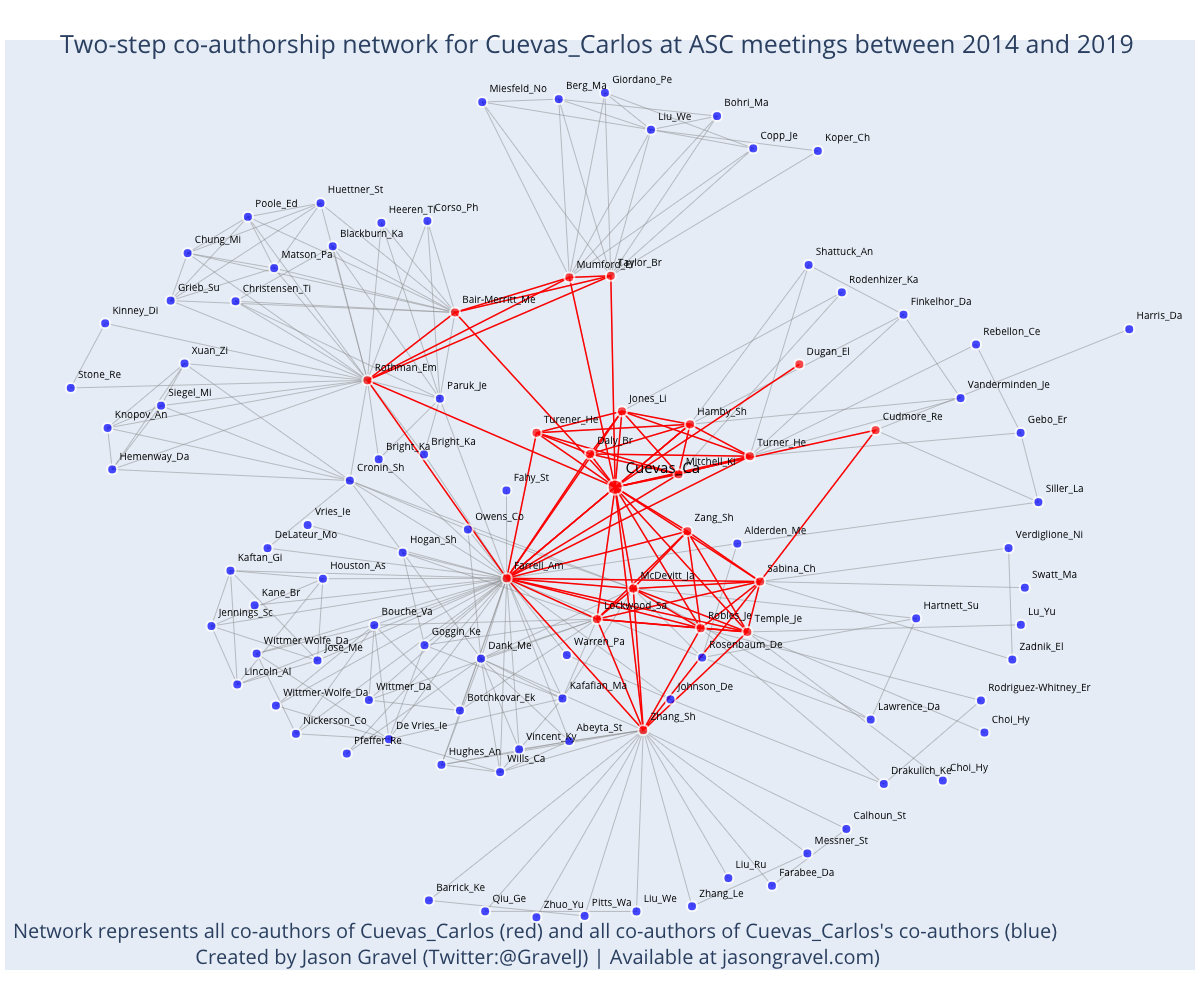 Two-step co-authorship network for Cuevas_Carlos at ASC meetings between 2014 and 2019
Giordano_Pe
Miesfeld_No
Berg_Ma
Bohri_Ma
Liu_We
Copp_Je
Koper_Ch
Huettner_St
Poole_Ed
Heeren_Ti
Corso_Ph
Blackburn_Ka
Chung_Mi
Matson_Pa
Shattuck_An
Mumford_El
Taylor_Br
Rodenhizer_Ka
Grieb_Su
Christensen_Ti
Bair-Merritt_Me
Finkelhor_Da
Kinney_Di
Harris_Da
Rebellon_Ce
Xuan_Zi
Dugan_El
Rothman_Em
Stone_Re
Paruk_Je
Vanderminden_Je
Siegel_Mi
Jones_Li
Knopov_An
Turener_He
Hamby_Sh
Cudmore_Re
Gebo_Er
Daly_Br
Bright_Ka
Bright_Ka
Turner_He
Hemenway_Da
Mitchell_Ki
Cuevas_Ca
Cronin_Sh
Fahy_St
Siller_La
Vries_Ie
Owens_Co
Zang_Sh
Alderden_Me
DeLateur_Mo
Hogan_Sh
Verdiglione_Ni
Kaftan_Gi
Houston_As
Farrell_Am
Sabina_Ch
McDevitt_Ja
Swatt_Ma
Kane_Br
Jennings_Sc
Bouche_Va
Lockwood_Sa
Robles_Je
Temple_Je
Hartnett_Su
Lu_Yu
Wittmer Wolfe_Da
Jose_Me
Goggin_Ke
Dank_Me
Warren_Pa
Rosenbaum_De
Zadnik_El
Lincoln_Al
Wittmer-Wolfe_Da
Wittmer_Da
Botchkovar_Ek
Kafafian_Ma
Johnson_De
Rodriguez-Whitney_Er
Lawrence_Da
Nickerson_Co
De Vries_Ie
Abeyta_St
Zhang_Sh
Choi_Hy
Pfeffer_Re
Vincent_Ky
Hughes_An
Wills_Ca
Drakulich_Ke
Choi_Hy
Calhoun_St
Messner_St
Liu_Ru
Farabee_Da
Barrick_Ke
Qiu_Ge
Zhuo_Yu
Pitts_Wa
Liu_We
Zhang_Le
Network represents all co-authors of Cuevas_Carlos (red) and all co-authors of Cuevas_Carlos's co-authors (blue)
Created by Jason Gravel (Twitter:@GravelJ) | Available at jasongravel.com)